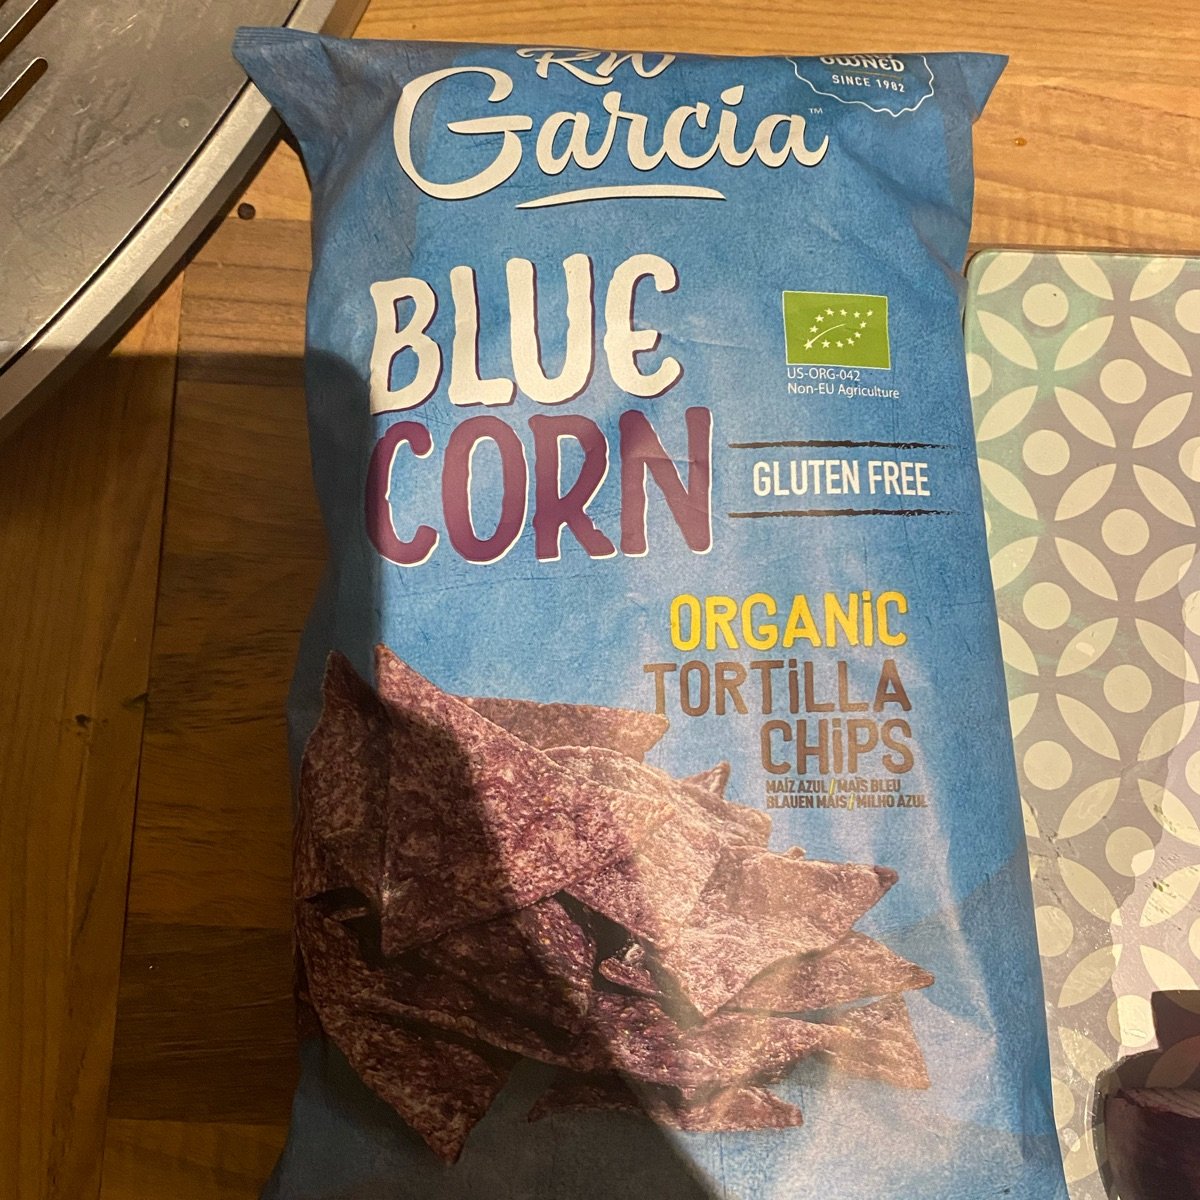 RW
Garcia™
OWNED
SINCE 1982
BLUE
CORN
US-ORG-042
Non-EU Agriculture
GLUTEN FREE
ORGANIC
TORTILLA
CHIPS
MAÍZ AZUL//MAÏS BLEU
BLAUEN MAIS//MILHO AZUL